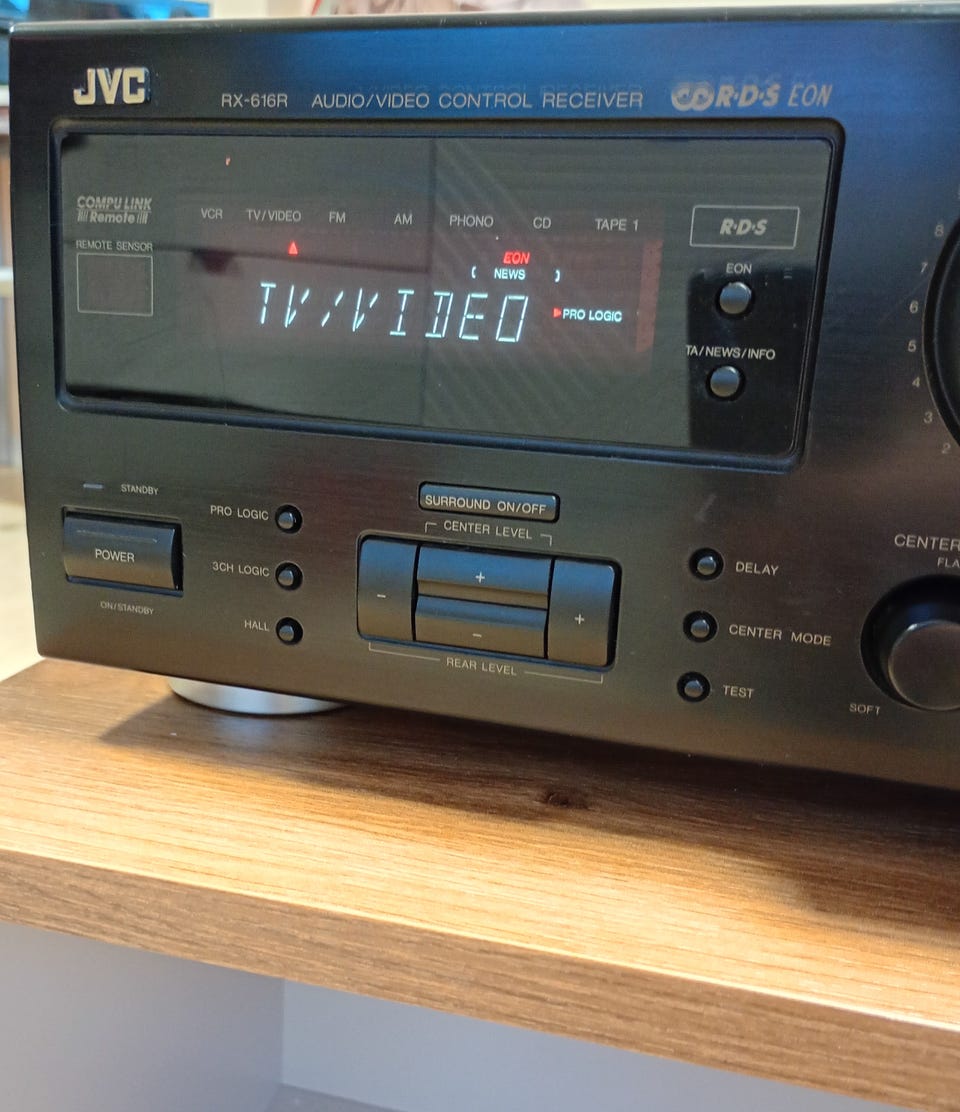 JVC
RX-616R AUDIO/VIDEO CONTROL RECEIVER R·D·S EON
COMPU LINK
Remote
VCR TV/VIDEO FM AM PHONO CD TAPE 1
R·D·S
REMOTE SENSOR
EON
NEWS
EON
TV/VIDEO
PRO LOGIC
TA/NEWS/INFO
8
7
6
5
4
3
2
STANDBY
POWER
ON/STANDBY
PRO LOGIC
3CH LOGIC
HALL
SURROUND ON/OFF
CENTER LEVEL
- + - +
REAR LEVEL
DELAY
CENTER MODE
TEST
CENTER
FLA
SOFT